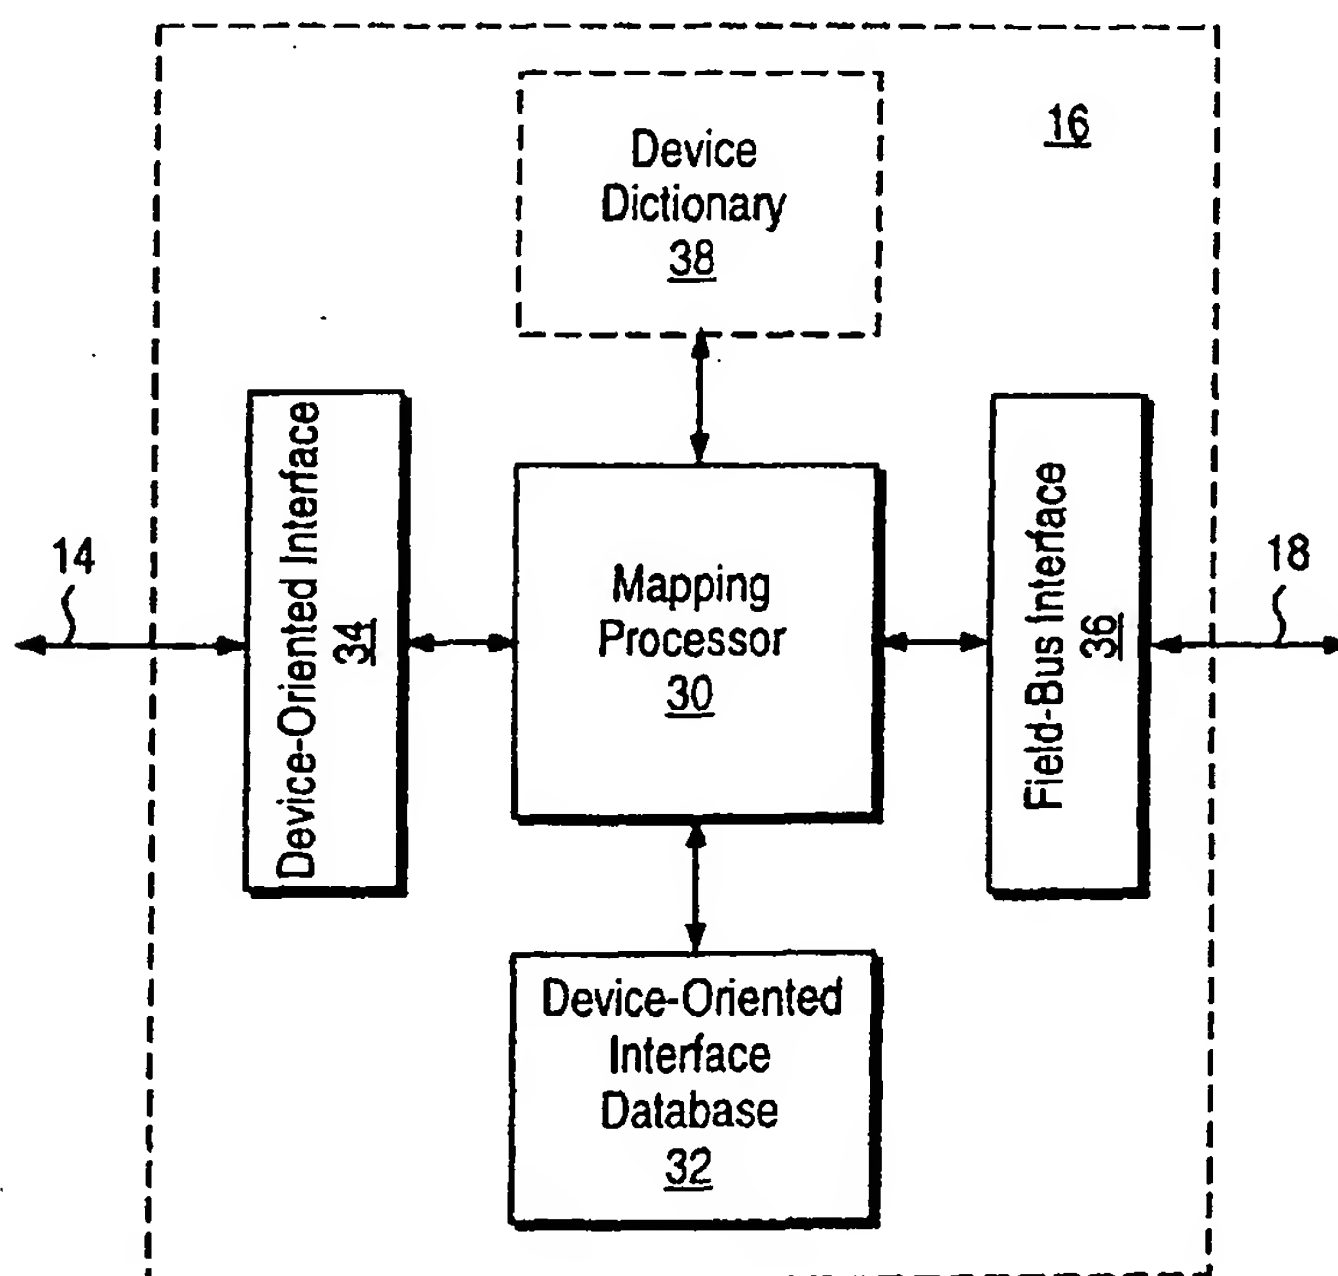 16
Device
Dictionary
38
14
Device-Oriented Interface
34
Mapping
Processor
30
Field-Bus Interface
36
18
Device-Oriented
Interface
Database
32